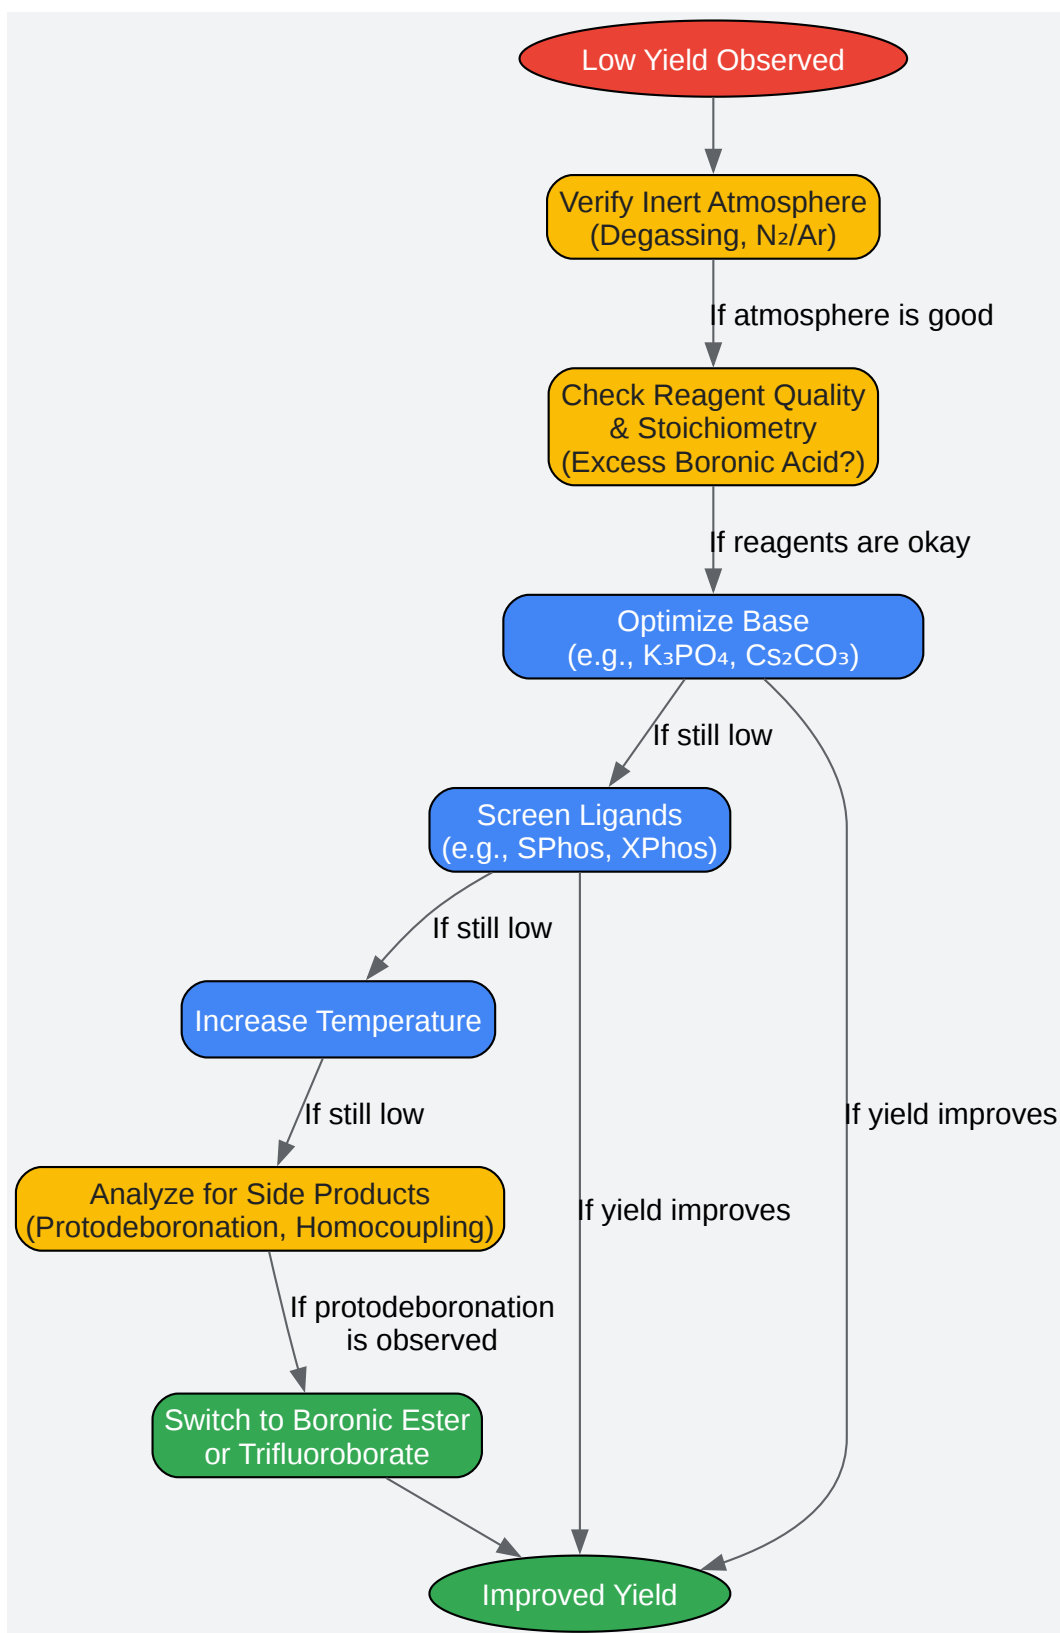 Low Yield Observed
Verify Inert Atmosphere
(Degassing, N₂/Ar)
If atmosphere is good
Check Reagent Quality
& Stoichiometry
(Excess Boronic Acid?)
If reagents are okay
Optimize Base
(e.g., K₃PO₄, Cs₂CO₃)
If still low
Screen Ligands
(e.g., SPhos, XPhos)
If still low
Increase Temperature
If still low
If yield improves
Analyze for Side Products
(Protodeboronation, Homocoupling)
If yield improves
If protodeboronation
is observed
Switch to Boronic Ester
or Trifluoroborate
Improved Yield